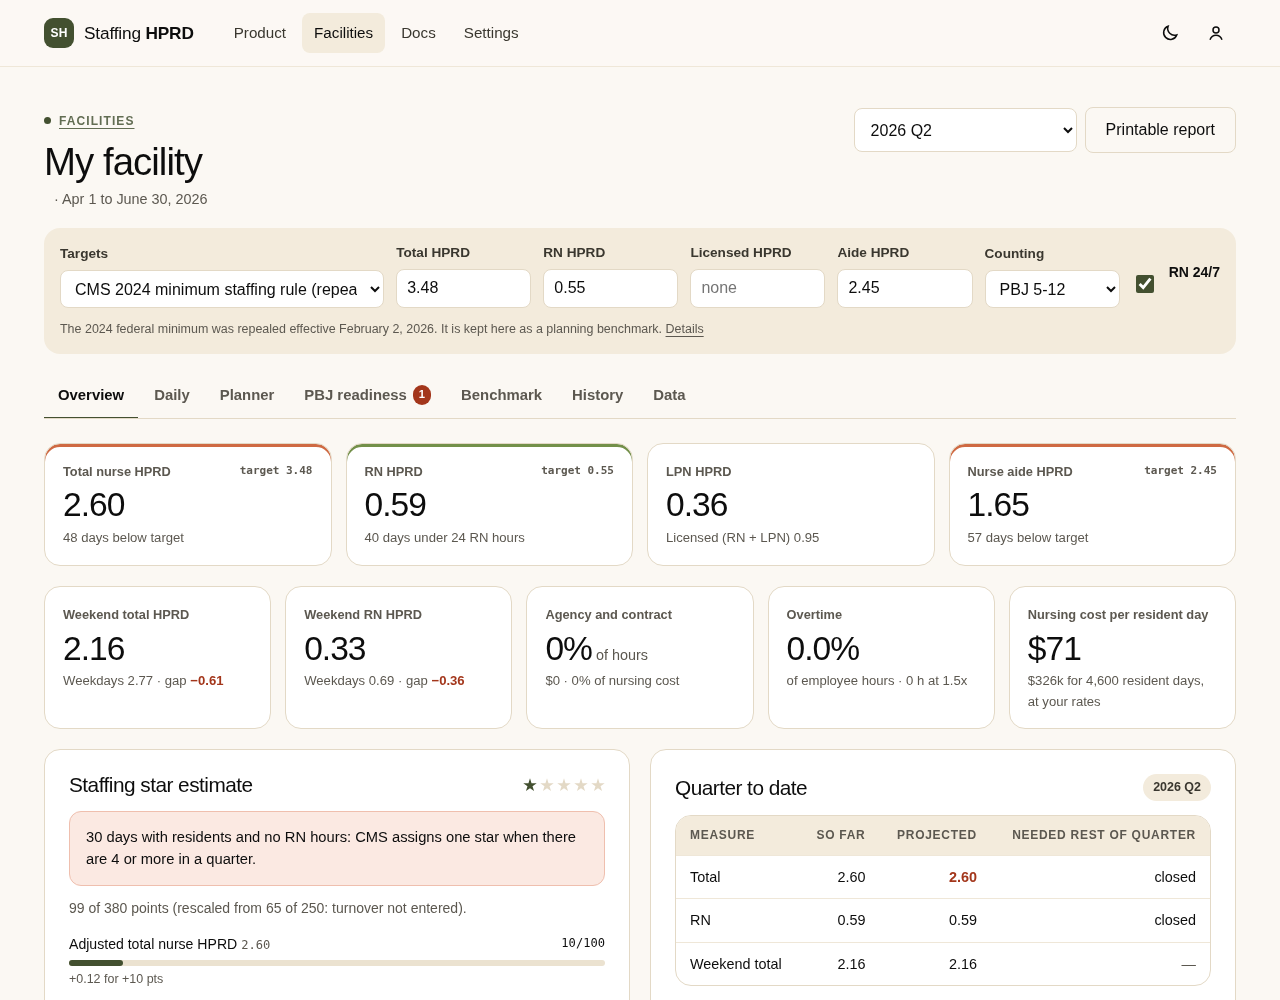 SH Staffing HPRD Product Facilities Docs Settings
FACILITIES
2026 Q2 Printable report
My facility
· Apr 1 to June 30, 2026
Targets Total HPRD RN HPRD Licensed HPRD Aide HPRD Counting
CMS 2024 minimum staffing rule (repea 3.48 0.55 none 2.45 PBJ 5-12 RN 24/7
The 2024 federal minimum was repealed effective February 2, 2026. It is kept here as a planning benchmark. Details
Overview Daily Planner PBJ readiness 1 Benchmark History Data
Total nurse HPRD target 3.48
2.60
48 days below target
RN HPRD target 0.55
0.59
40 days under 24 RN hours
LPN HPRD
0.36
Licensed (RN + LPN) 0.95
Nurse aide HPRD target 2.45
1.65
57 days below target
Weekend total HPRD
2.16
Weekdays 2.77 · gap −0.61
Weekend RN HPRD
0.33
Weekdays 0.69 · gap −0.36
Agency and contract
0% of hours
$0 · 0% of nursing cost
Overtime
0.0%
of employee hours · 0 h at 1.5x
Nursing cost per resident day
$71
$326k for 4,600 resident days,
at your rates
Staffing star estimate ★★★★★
30 days with residents and no RN hours: CMS assigns one star when there
are 4 or more in a quarter.
99 of 380 points (rescaled from 65 of 250: turnover not entered).
Adjusted total nurse HPRD 2.60 10/100
+0.12 for +10 pts
Quarter to date 2026 Q2
MEASURE SO FAR PROJECTED NEEDED REST OF QUARTER
Total 2.60 2.60 closed
RN 0.59 0.59 closed
Weekend total 2.16 2.16 —